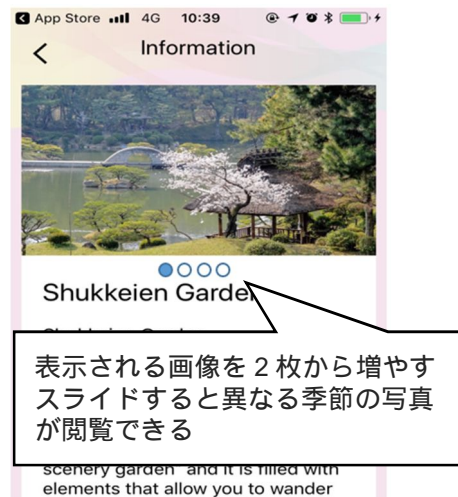 App Store 4G 10:39
Information
Shukkeien Garde
表示される画像を２枚から増やす
スライドすると異なる季節の写真
が閲覧できる
scenery garden" and it is filled with
elements that allow you to wander